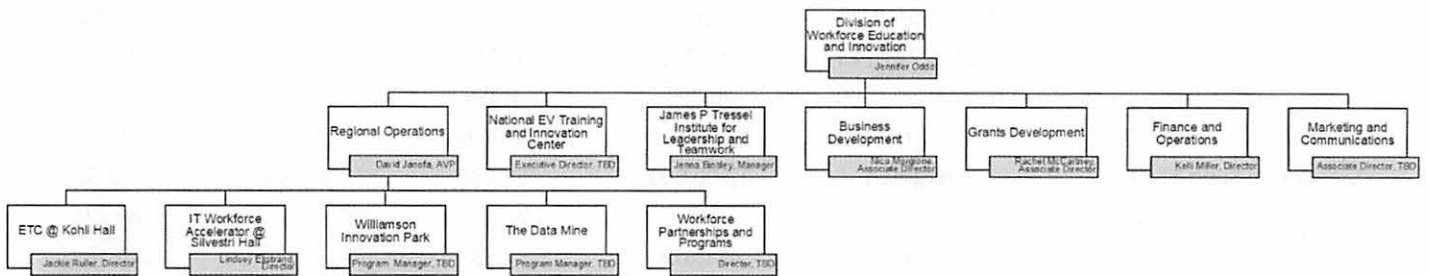 Division of
Workforce Education
and Innovation
Jennifer Oddo
Regional Operations
David Janofa, AVP
National EV Training
and Innovation
Center
Executive Director, TBD
James P Tressel
Institute for
Leadership and
Teamwork
Jenna Binsley, Manager
Business
Development
Nico Morgione,
Associate Director
Grants Development
Rachel McCartney,
Associate Director
Finance and
Operations
Kelli Miller, Director
Marketing and
Communications
Associate Director, TBD
ETC @ Kohli Hall
Jackie Ruller, Director
IT Workforce
Accelerator @
Silvestri Hall
Lindsey Ekstrand,
Director
Williamson
Innovation Park
Program Manager, TBD
The Data Mine
Program Manager, TBD
Workforce
Partnerships and
Programs
Director, TBD